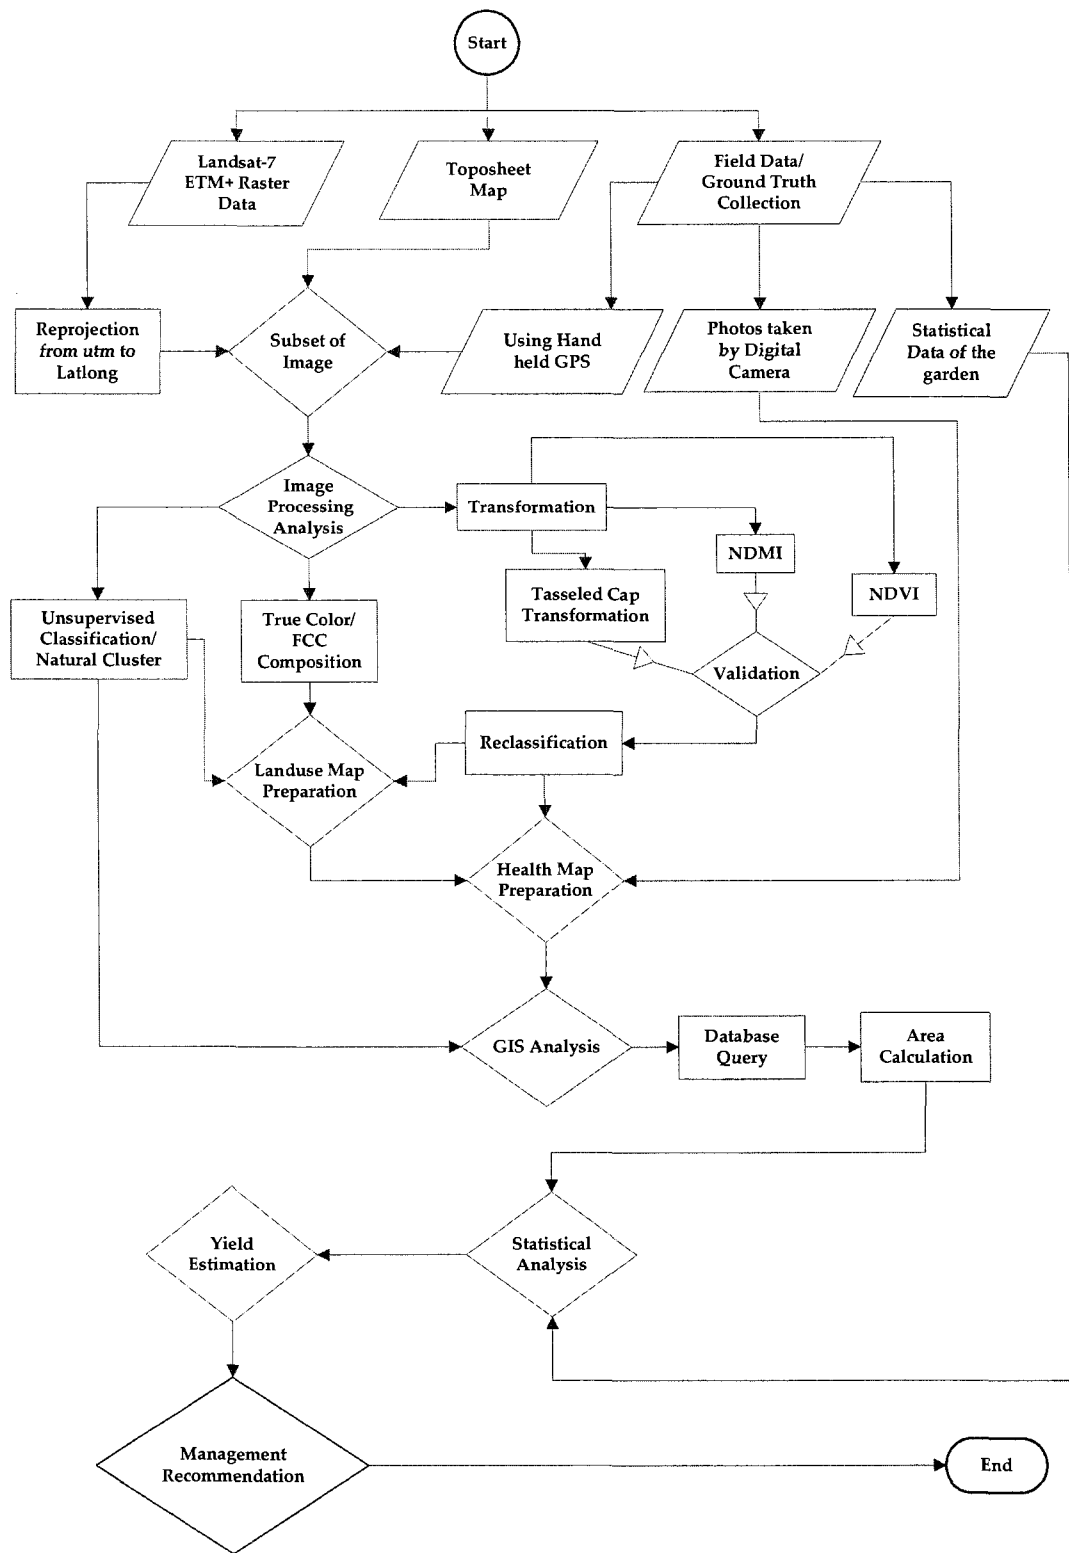 Start
Landsat-7
ETM+ Raster
Data
Toposheet
Map
Field Data/
Ground Truth
Collection
Reprojection
from utm to
Latlong
Subset of
Image
Using Hand
held GPS
Photos taken
by Digital
Camera
Statistical
Data of the
garden
Image
Processing
Analysis
Transformation
NDMI
NDVI
Tasseled Cap
Transformation
Unsupervised
Classification/
Natural Cluster
True Color/
FCC
Composition
Validation
Reclassification
Landuse Map
Preparation
Health Map
Preparation
GIS Analysis
Database
Query
Area
Calculation
Yield
Estimation
Statistical
Analysis
Management
Recommendation
End